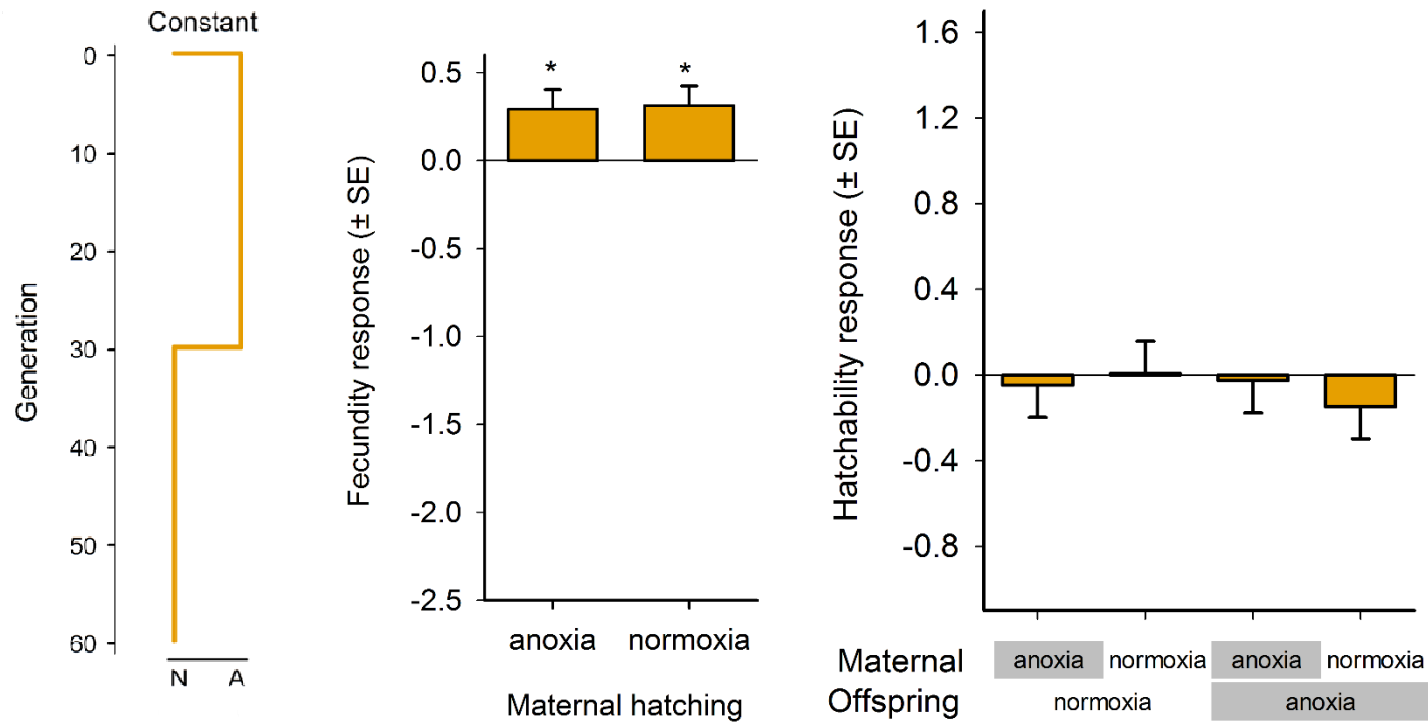 Constant
Generation
0
10
20
30
40
50
60
N A
Fecundity response (± SE)
0.5
0.0
-0.5
-1.0
-1.5
-2.0
-2.5
* *
anoxia normoxia
Maternal hatching
Hatchability response (± SE)
1.6
1.2
0.8
0.4
0.0
-0.4
-0.8
Maternal anoxia normoxia anoxia normoxia
Offspring normoxia anoxia